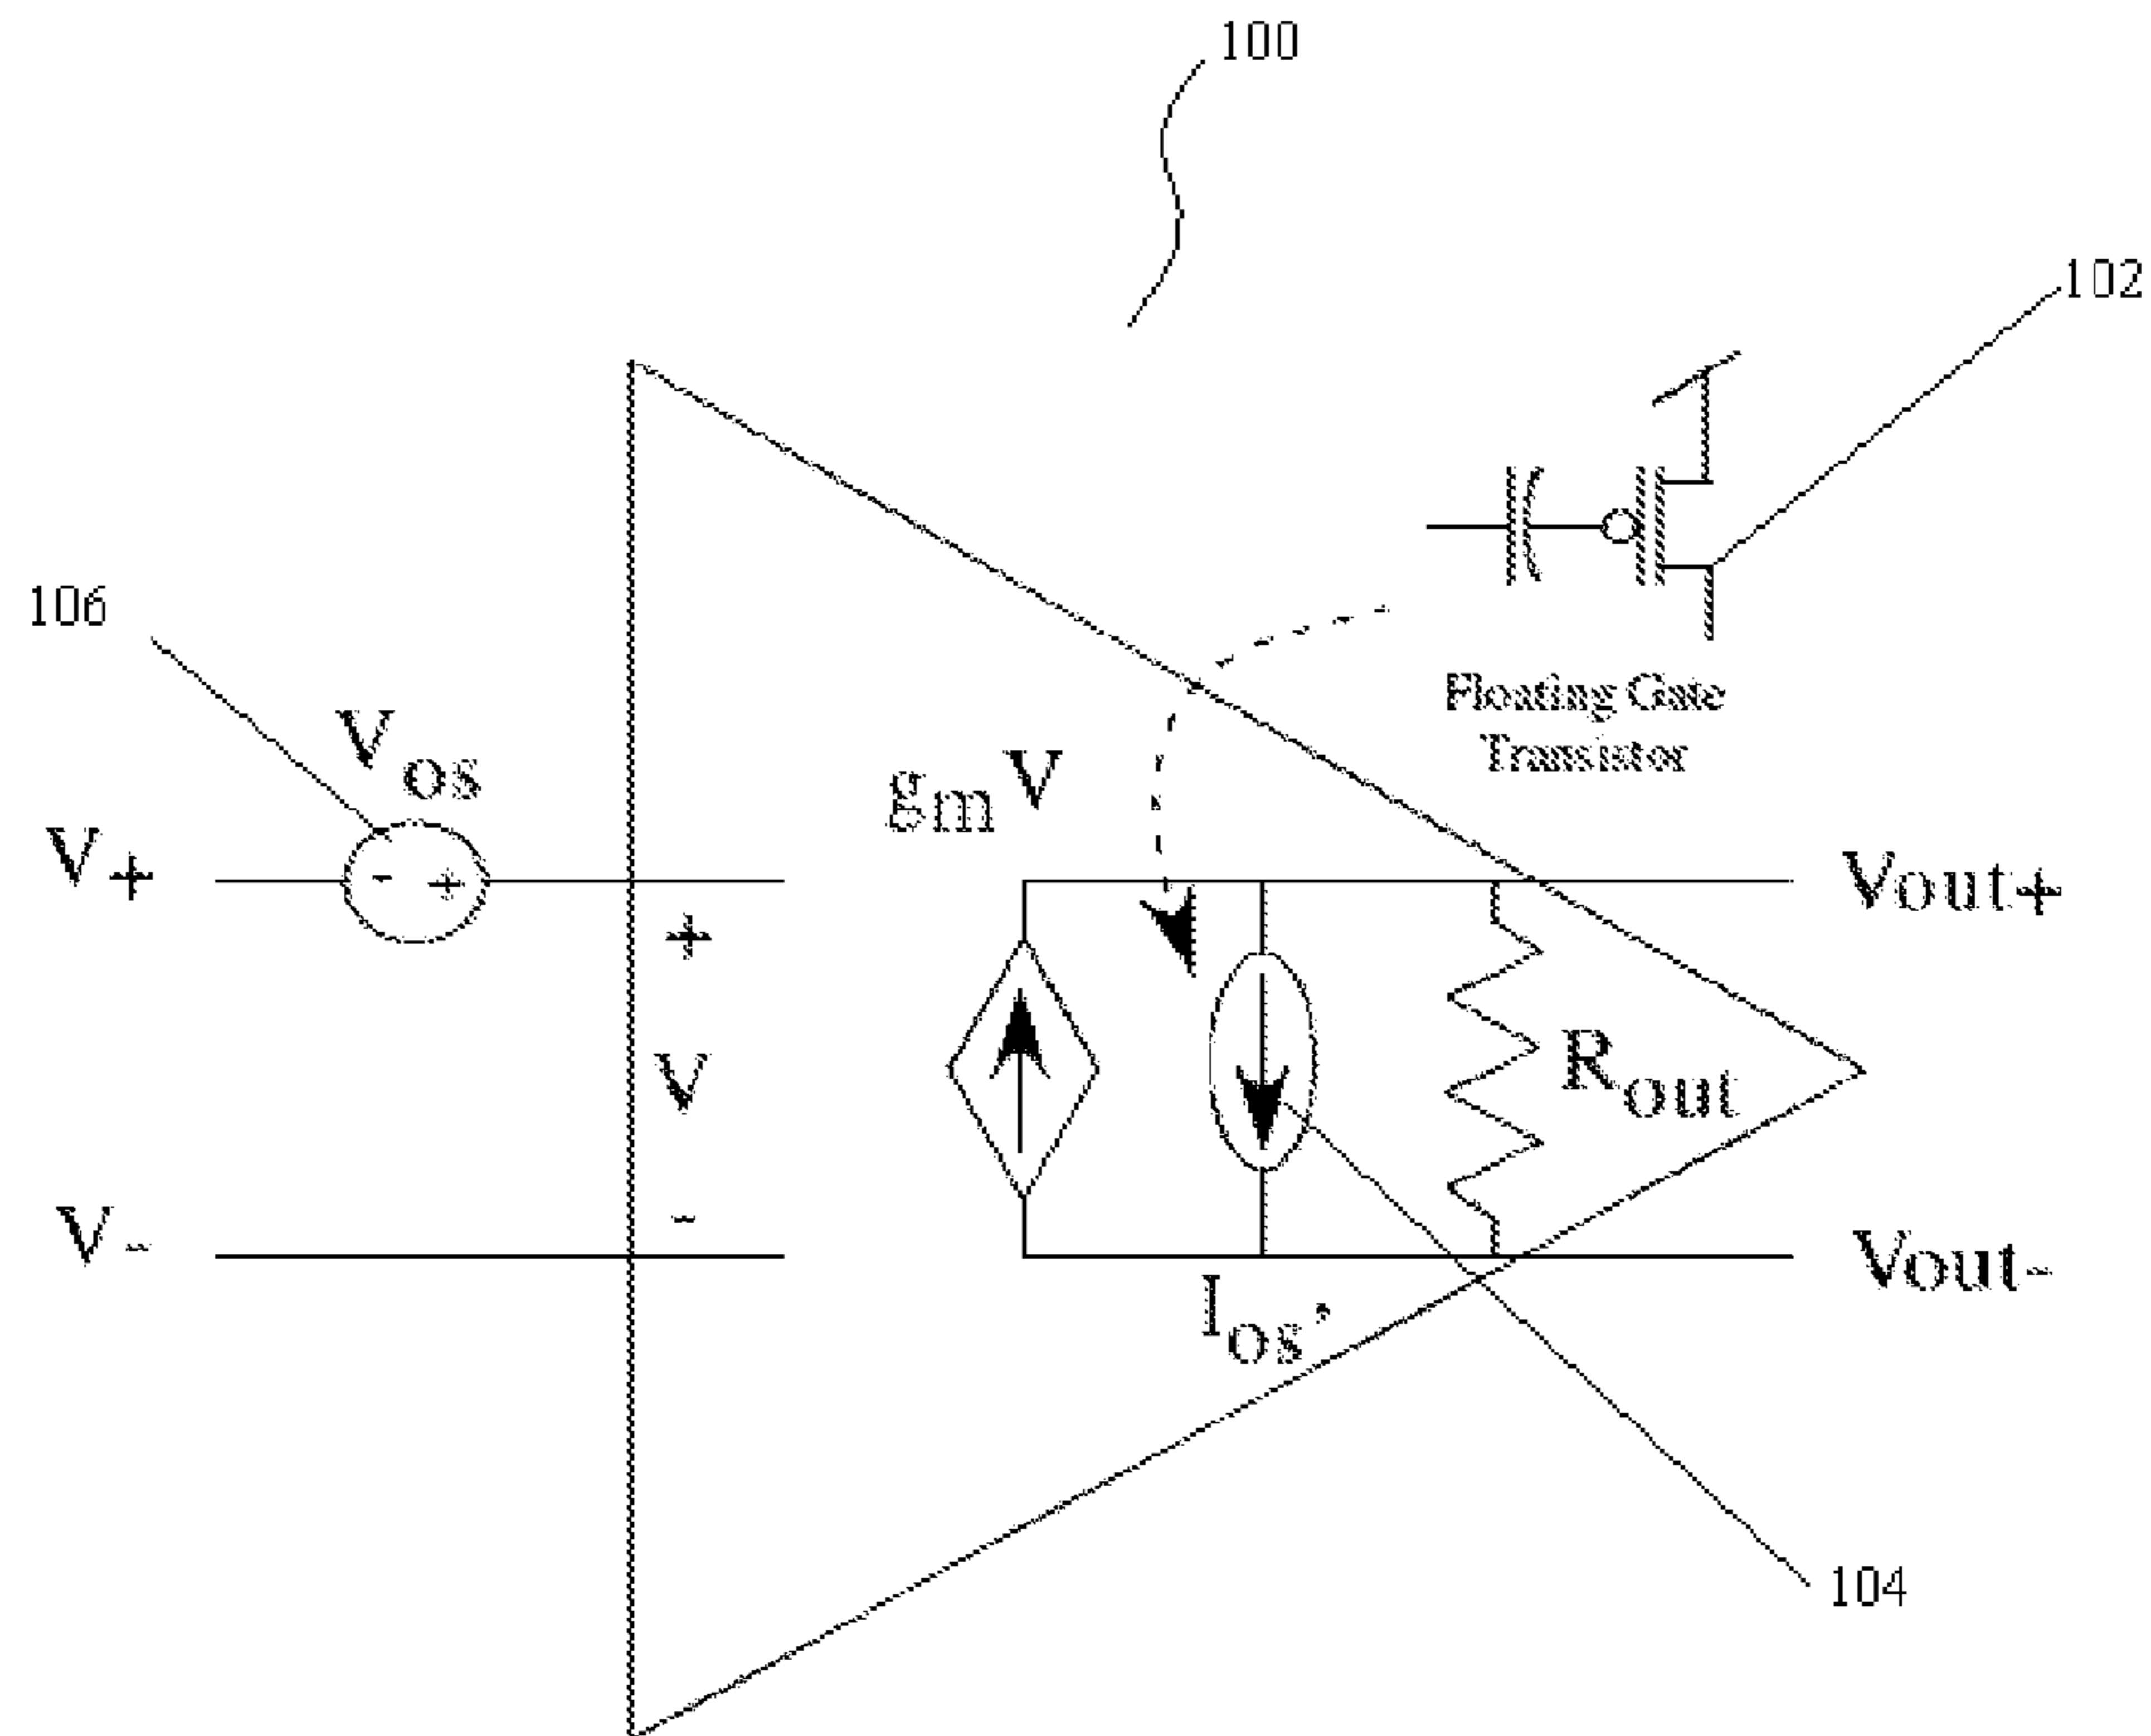 100
102
106
Floating Gate
Transistor
Vos
gmV
V+
- +
Vout+
+
V
Rout
-
V-
Vout-
Ios'
104